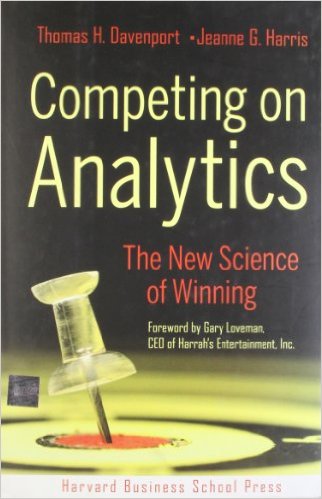 Thomas H. Davenport • Jeanne G. Harris
Competing on
Analytics
The New Science
of Winning
Foreword by Gary Loveman,
CEO of Harrah's Entertainment, Inc.
Harvard Business School Press